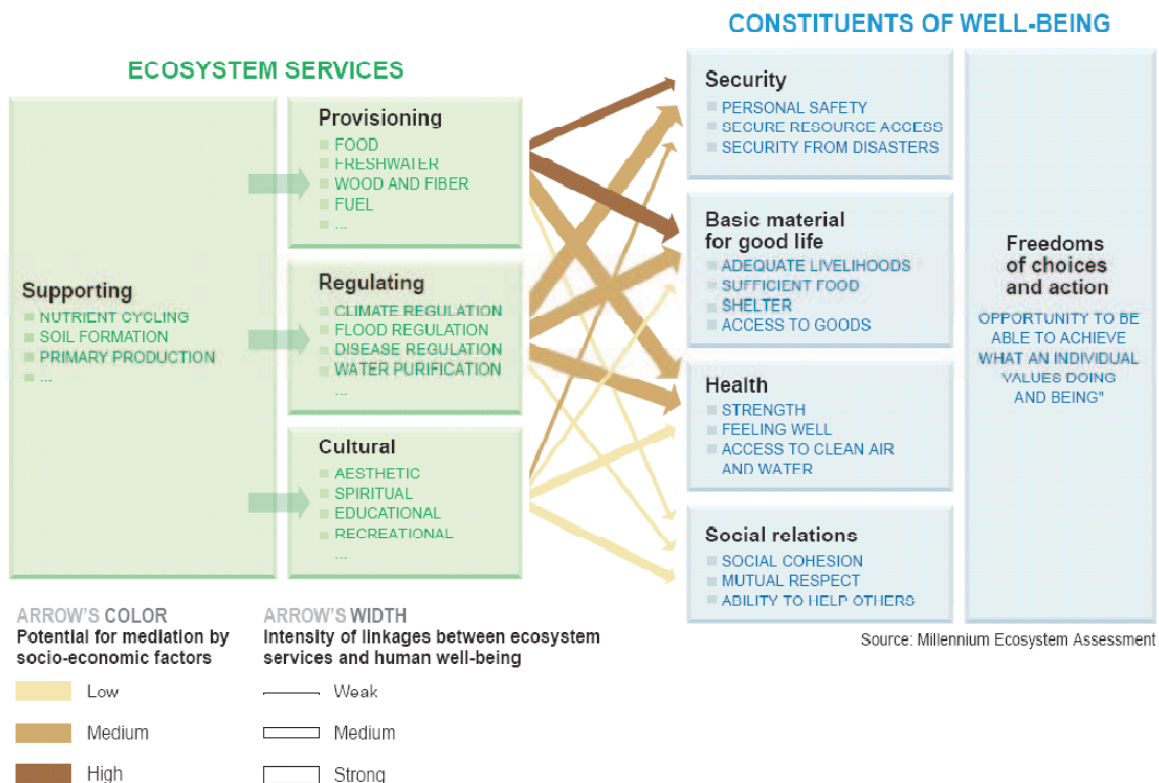 CONSTITUENTS OF WELL-BEING
ECOSYSTEM SERVICES
Supporting
NUTRIENT CYCLING
SOIL FORMATION
PRIMARY PRODUCTION
...
Provisioning
FOOD
FRESHWATER
WOOD AND FIBER
FUEL
...
Regulating
CLIMATE REGULATION
FLOOD REGULATION
DISEASE REGULATION
WATER PURIFICATION
...
Cultural
AESTHETIC
SPIRITUAL
EDUCATIONAL
RECREATIONAL
...
Security
PERSONAL SAFETY
SECURE RESOURCE ACCESS
SECURITY FROM DISASTERS
Basic material
for good life
ADEQUATE LIVELIHOODS
SUFFICIENT FOOD
SHELTER
ACCESS TO GOODS
Health
STRENGTH
FEELING WELL
ACCESS TO CLEAN AIR
AND WATER
Social relations
SOCIAL COHESION
MUTUAL RESPECT
ABILITY TO HELP OTHERS
Freedoms
of choices
and action
OPPORTUNITY TO BE
ABLE TO ACHIEVE
WHAT AN INDIVIDUAL
VALUES DOING
AND BEING"
Source: Millennium Ecosystem Assessment
ARROW'S COLOR
Potential for mediation by
socio-economic factors
Low
Medium
High
ARROW'S WIDTH
Intensity of linkages between ecosystem
services and human well-being
Weak
Medium
Strong